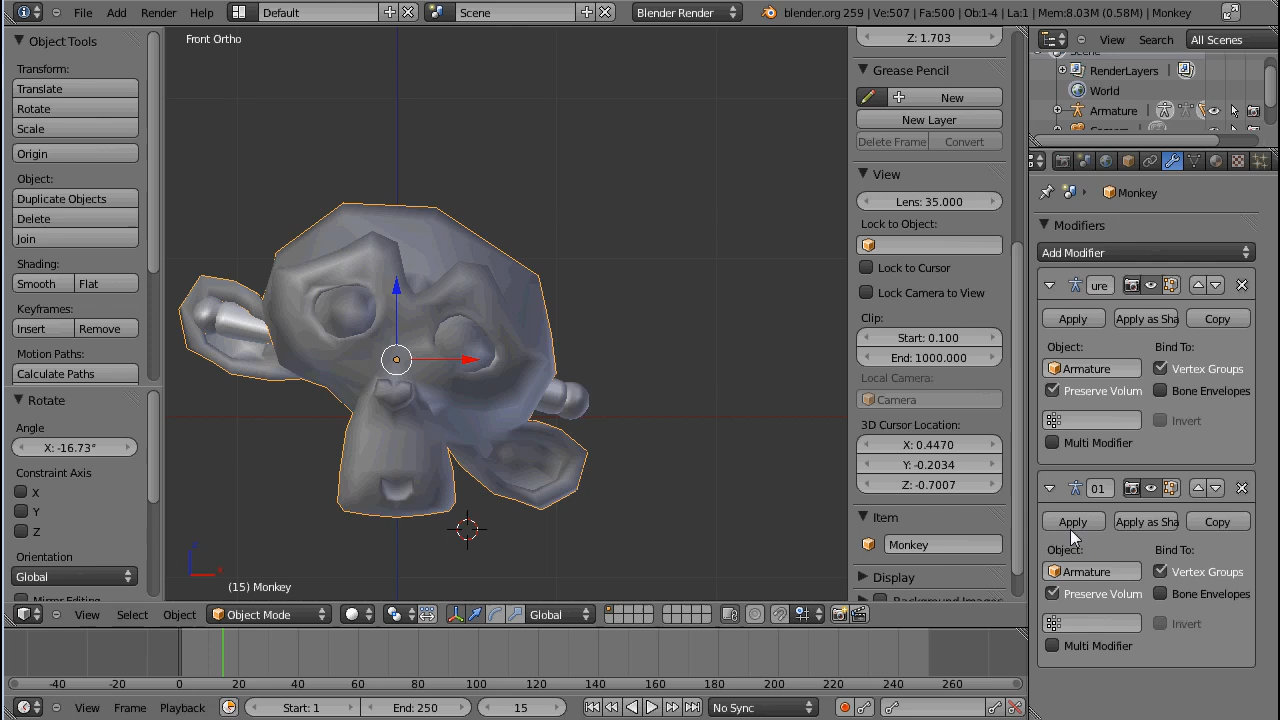 File Add Render Help Default Scene Blender Render blender.org 259 | Ve:507 | Fa:500 | Ob:1-4 | La:1 | Mem:8.03M (0.58M) | Monkey
Object Tools
Transform:
Translate
Rotate
Scale
Origin
Object:
Duplicate Objects
Delete
Join
Shading:
Smooth Flat
Keyframes:
Insert Remove
Motion Paths:
Calculate Paths
Rotate
Angle
X: -16.73°
Constraint Axis
X
Y
Z
Orientation
Global
Mirror Editing
Front Ortho
(15) Monkey
Z: 1.703
Grease Pencil
New
New Layer
Delete Frame Convert
View
Lens: 35.000
Lock to Object:
Lock to Cursor
Lock Camera to View
Clip:
Start: 0.100
End: 1000.000
Local Camera:
Camera
3D Cursor Location:
X: 0.4470
Y: -0.2034
Z: -0.7007
Item
Monkey
Display
Background Images
View Search All Scenes
Scene
RenderLayers
World
Armature
Camera
Monkey
Modifiers
Add Modifier
ure
Apply Apply as Sha Copy
Object: Bind To:
Armature Vertex Groups
Preserve Volum Bone Envelopes
Invert
Multi Modifier
01
Apply Apply as Sha Copy
Object: Bind To:
Armature Vertex Groups
Preserve Volum Bone Envelopes
Invert
Multi Modifier
View Select Object Object Mode Global
-40 -20 0 20 40 60 80 100 120 140 160 180 200 220 240 260
View Frame Playback Start: 1 End: 250 15 No Sync